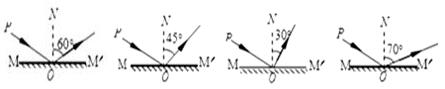 N N N N
P 60° P 45° P 30° P 70°
M M′ M M′ M M′ M M′
O O O O